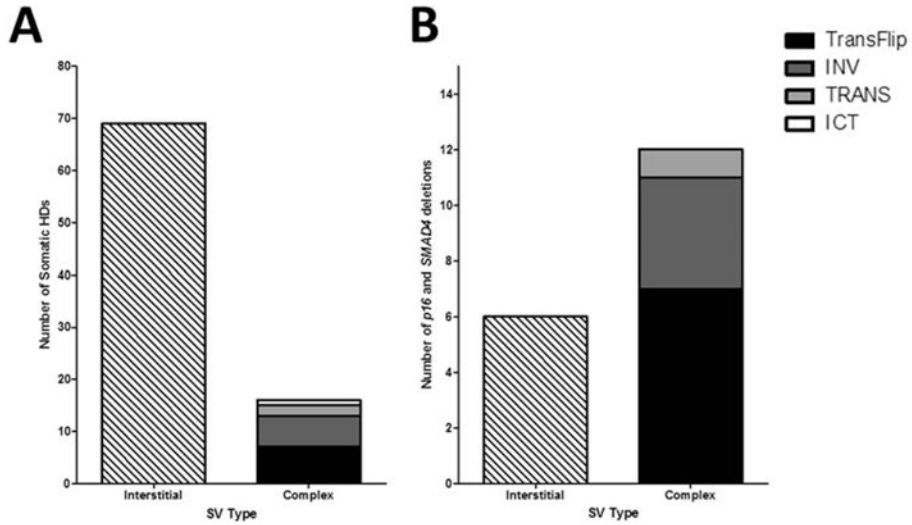 A
Number of Somatic HDs
80
70
60
50
40
30
20
10
0
Interstitial
Complex
SV Type
B
Number of p16 and SMAD4 deletions
14
12
10
8
6
4
2
0
Interstitial
Complex
SV Type
TransFlip
INV
TRANS
ICT